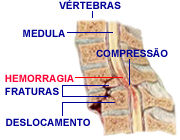 VÉRTEBRAS
MEDULA
COMPRESSÃO
HEMORRAGIA
FRATURAS
DESLOCAMENTO